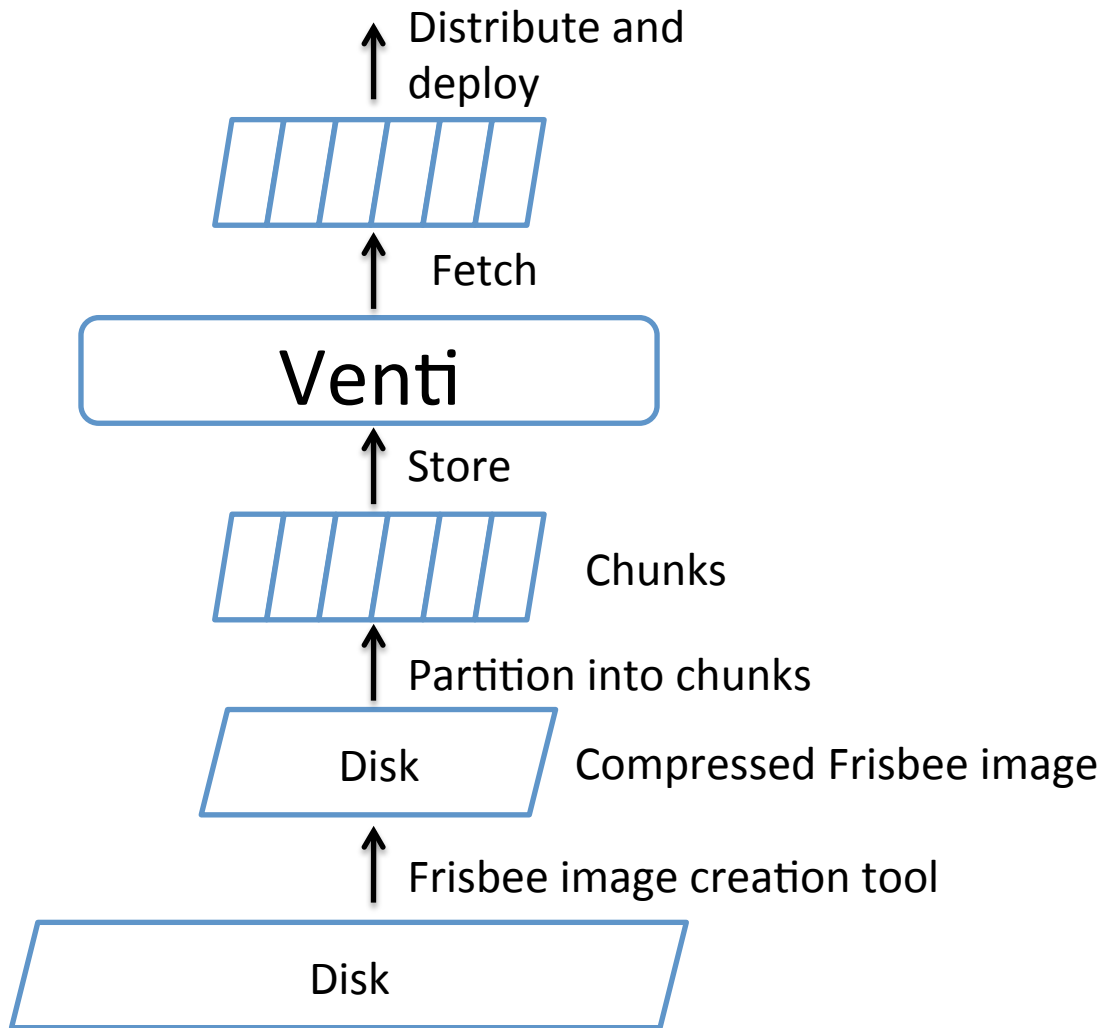 Distribute and
deploy
Fetch
Venti
Store
Chunks
Partition into chunks
Disk
Compressed Frisbee image
Frisbee image creation tool
Disk